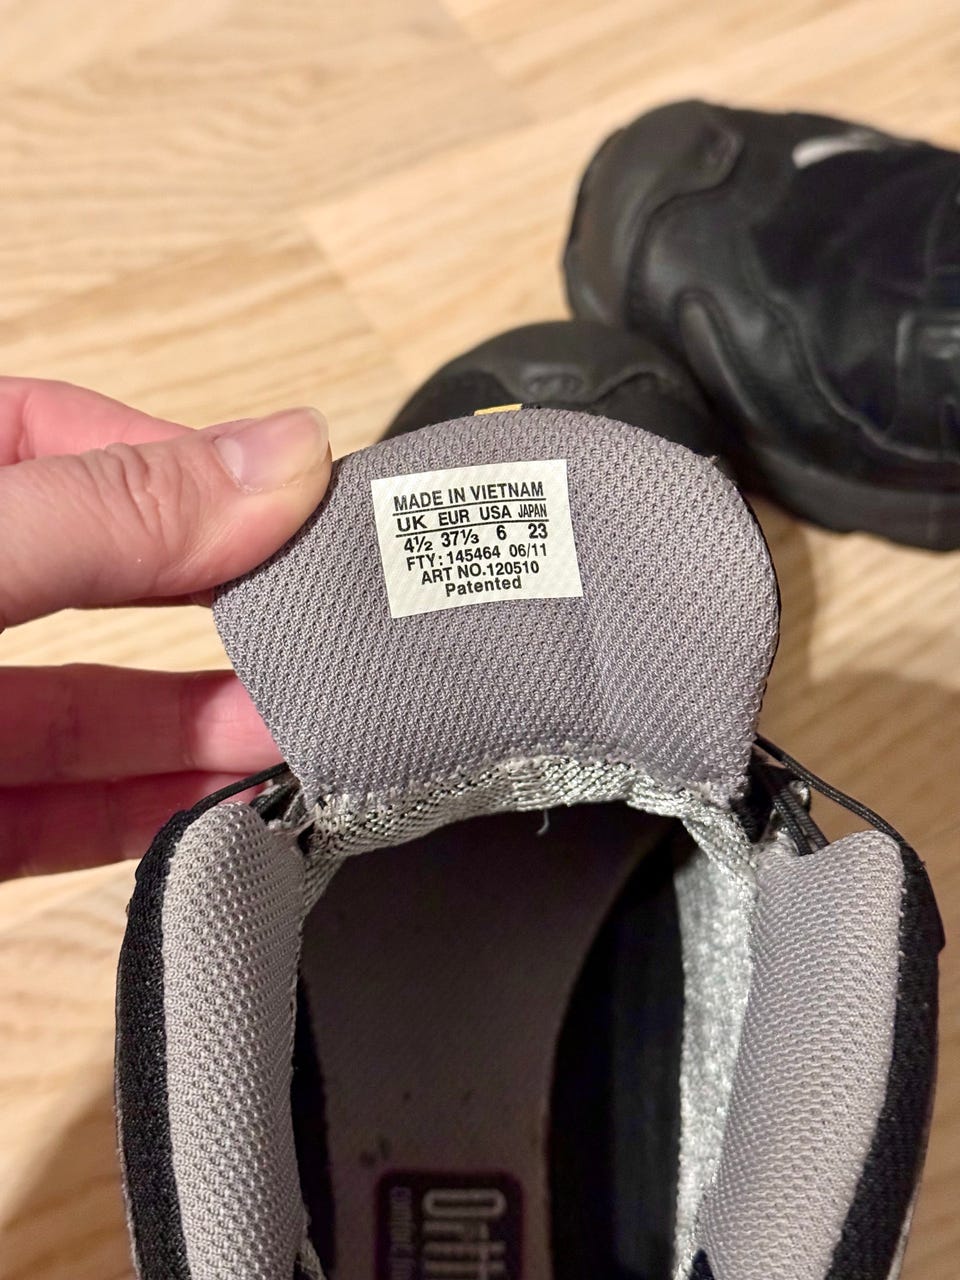 MADE IN VIETNAM
UK EUR USA JAPAN
4½ 37⅓ 6 23
FTY: 145464 06/11
ART NO.120510
Patented